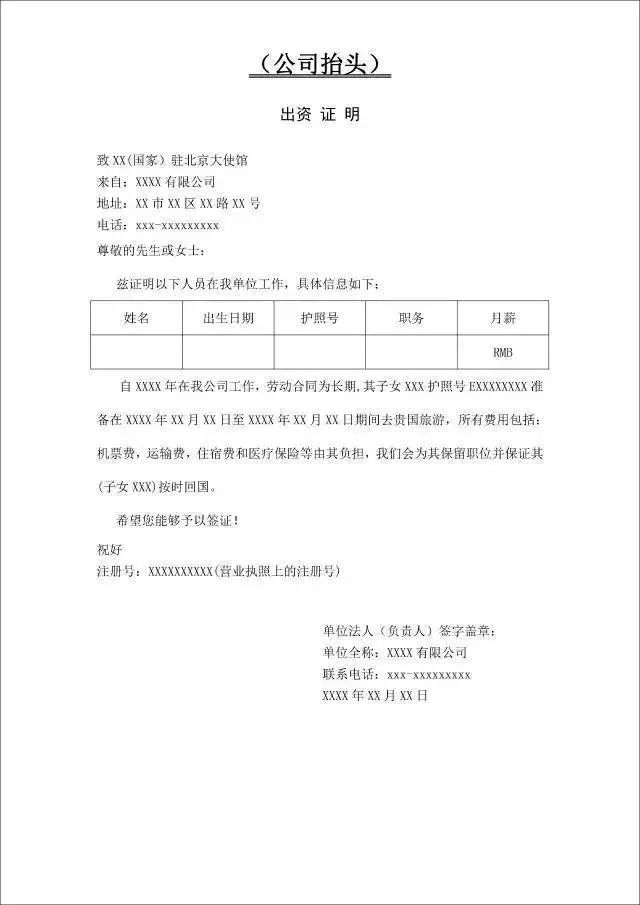 （公司抬头）
出资 证 明
致 XX(国家）驻北京大使馆
来自：XXXX 有限公司
地址：XX 市 XX 区 XX 路 XX 号
电话：xxx-xxxxxxxxx
尊敬的先生或女士：
兹证明以下人员在我单位工作，具体信息如下：
姓名 出生日期 护照号 职务 月薪
RMB
自 XXXX 年在我公司工作，劳动合同为长期,其子女 XXX 护照号 EXXXXXXXX 准
备在 XXXX 年 XX 月 XX 日至 XXXX 年 XX 月 XX 日期间去贵国旅游，所有费用包括：
机票费，运输费，住宿费和医疗保险等由其负担，我们会为其保留职位并保证其
(子女 XXX)按时回国。
希望您能够予以签证！
祝好
注册号：XXXXXXXXXX(营业执照上的注册号)
单位法人（负责人）签字盖章：
单位全称：XXXX 有限公司
联系电话：xxx-xxxxxxxxx
XXXX 年 XX 月 XX 日